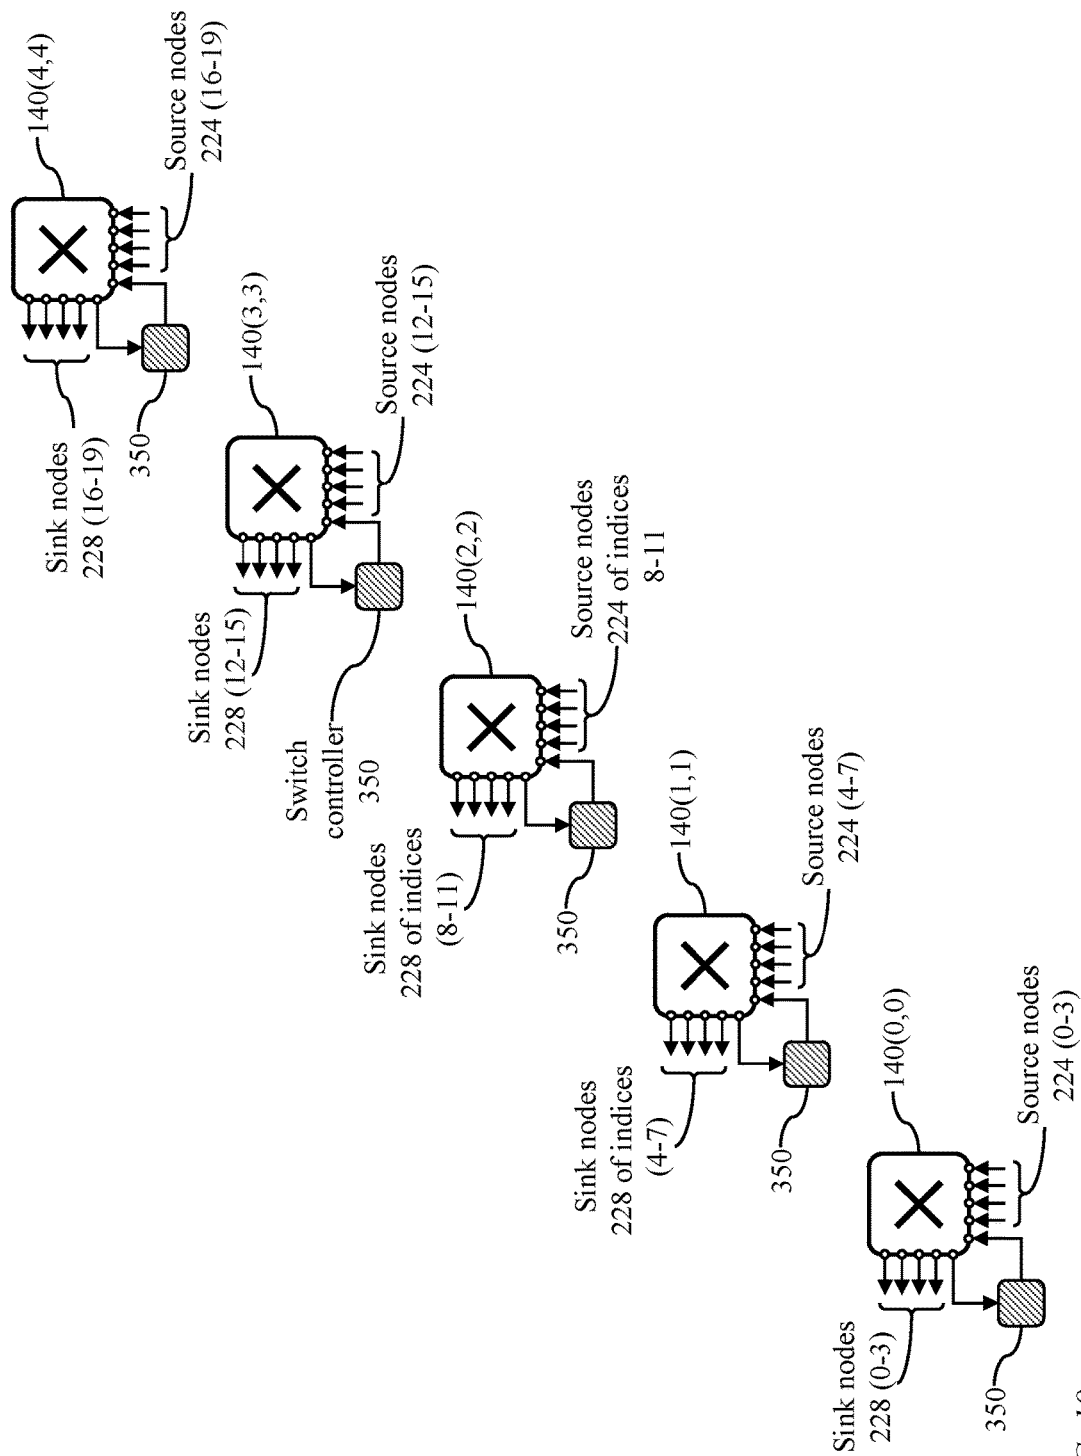 140(4,4)
Source nodes
224 (16-19)
Sink nodes
228 (16-19)
350
140(3,3)
Source nodes
224 (12-15)
Sink nodes
228 (12-15)
Switch
controller
350
140(2,2)
Source nodes
224 of indices
8-11
Sink nodes
228 of indices
(8-11)
350
140(1,1)
Source nodes
224 (4-7)
Sink nodes
228 of indices
(4-7)
350
140(0,0)
Source nodes
224 (0-3)
Sink nodes
228 (0-3)
350